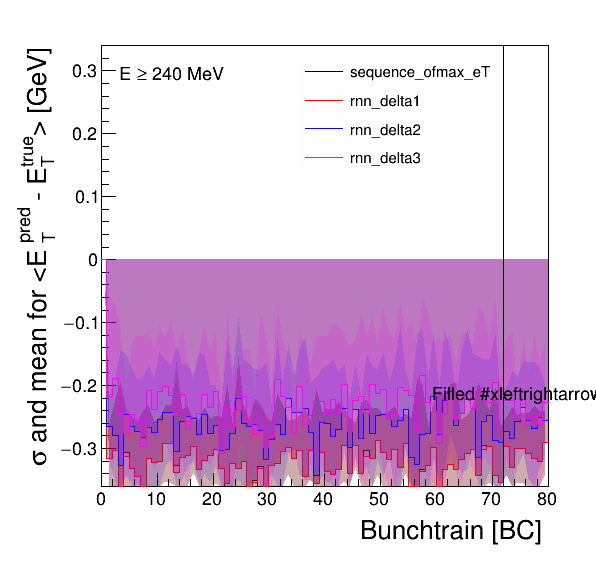 E ≥ 240 MeV
sequence_ofmax_eT
rnn_delta1
rnn_delta2
rnn_delta3
σ and mean for <E_T^pred - E_T^true> [GeV]
0.3
0.2
0.1
0
−0.1
−0.2
−0.3
Filled #xleftrightarrow
0 10 20 30 40 50 60 70 80
Bunchtrain [BC]